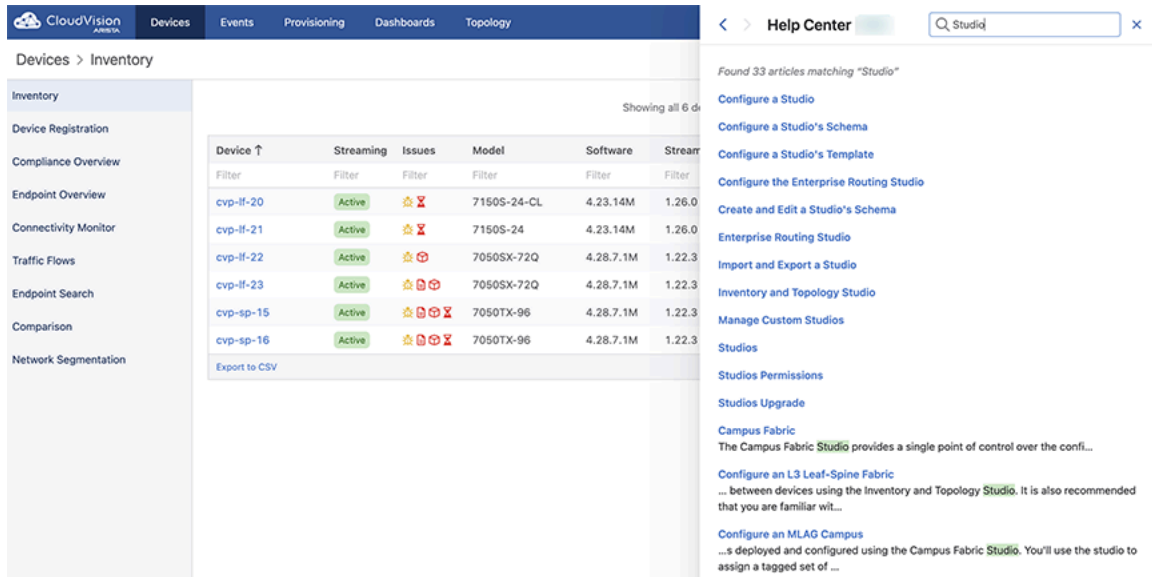 CloudVision
ARISTA
Devices
Events
Provisioning
Dashboards
Topology
Devices > Inventory
Inventory
Device Registration
Compliance Overview
Endpoint Overview
Connectivity Monitor
Traffic Flows
Endpoint Search
Comparison
Network Segmentation
Showing all 6 de
Device ↑ Streaming Issues Model Software Stream
Filter Filter Filter Filter Filter Filter
cvp-lf-20 Active 7150S-24-CL 4.23.14M 1.26.0
cvp-lf-21 Active 7150S-24 4.23.14M 1.26.0
cvp-lf-22 Active 7050SX-72Q 4.28.7.1M 1.22.3
cvp-lf-23 Active 7050SX-72Q 4.28.7.1M 1.22.3
cvp-sp-15 Active 7050TX-96 4.28.7.1M 1.22.3
cvp-sp-16 Active 7050TX-96 4.28.7.1M 1.22.3
Export to CSV
Help Center
Studio
Found 33 articles matching “Studio”
Configure a Studio
Configure a Studio's Schema
Configure a Studio's Template
Configure the Enterprise Routing Studio
Create and Edit a Studio's Schema
Enterprise Routing Studio
Import and Export a Studio
Inventory and Topology Studio
Manage Custom Studios
Studios
Studios Permissions
Studios Upgrade
Campus Fabric
The Campus Fabric Studio provides a single point of control over the confi...
Configure an L3 Leaf-Spine Fabric
... between devices using the Inventory and Topology Studio. It is also recommended
that you are familiar wit...
Configure an MLAG Campus
...s deployed and configured using the Campus Fabric Studio. You'll use the studio to
assign a tagged set of ...